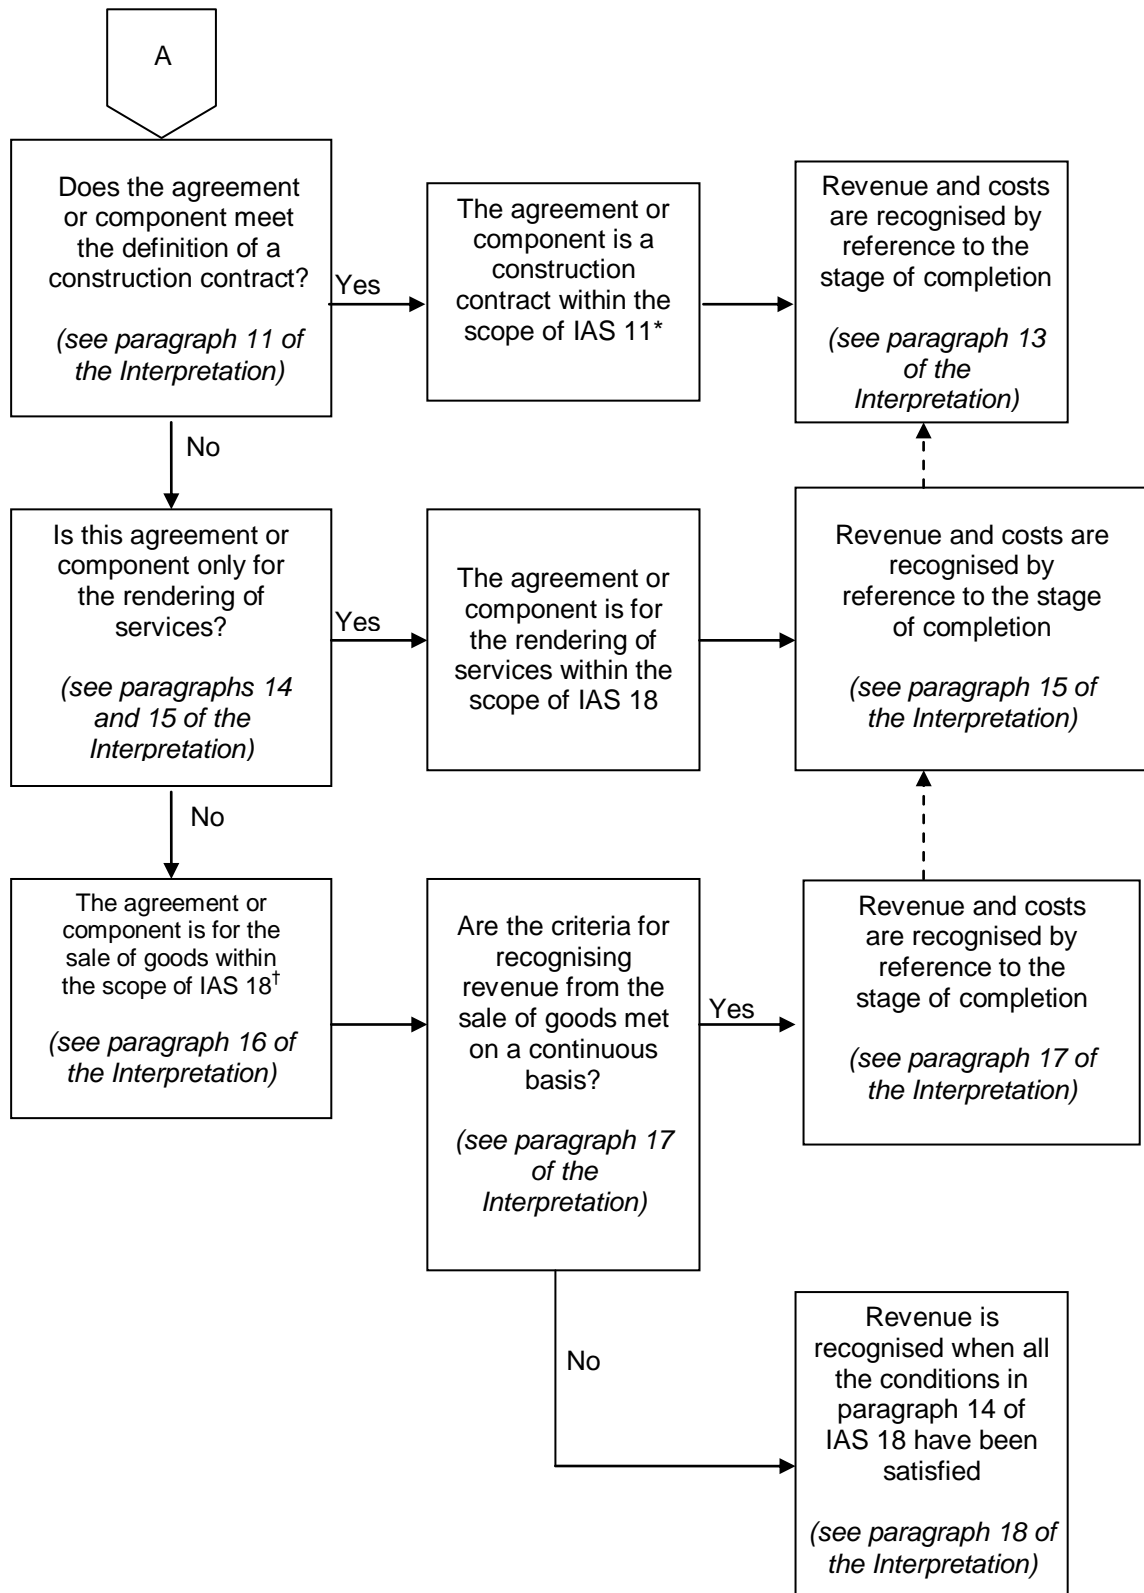 A
Does the agreement
or component meet
the definition of a
construction contract?
(see paragraph 11 of
the Interpretation)
Yes
The agreement or
component is a
construction
contract within the
scope of IAS 11*
Revenue and costs
are recognised by
reference to the
stage of completion
(see paragraph 13
of the
Interpretation)
No
Is this agreement or
component only for
the rendering of
services?
(see paragraphs 14
and 15 of the
Interpretation)
Yes
The agreement or
component is for
the rendering of
services within the
scope of IAS 18
Revenue and costs are
recognised by
reference to the stage
of completion
(see paragraph 15 of
the Interpretation)
No
The agreement or
component is for the
sale of goods within
the scope of IAS 18†
(see paragraph 16 of
the Interpretation)
Are the criteria for
recognising
revenue from the
sale of goods met
on a continuous
basis?
(see paragraph 17
of the
Interpretation)
Yes
Revenue and costs
are recognised by
reference to the
stage of completion
(see paragraph 17 of
the Interpretation)
No
Revenue is
recognised when all
the conditions in
paragraph 14 of
IAS 18 have been
satisfied
(see paragraph 18 of
the Interpretation)